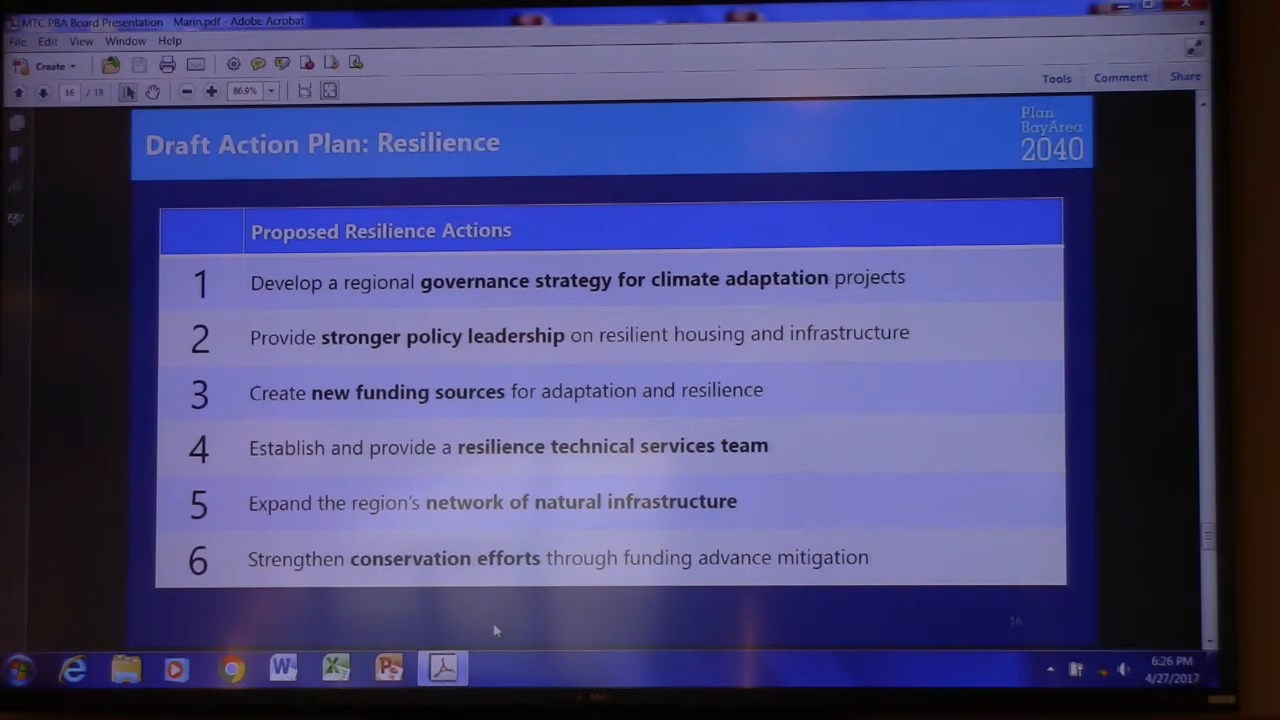 MTC PBA Board Presentation - Marin.pdf - Adobe Acrobat
File Edit View Window Help
Create
16 / 18 86.9% Tools Comment Share
Draft Action Plan: Resilience
Plan
BayArea
2040
Proposed Resilience Actions
1 Develop a regional governance strategy for climate adaptation projects
2 Provide stronger policy leadership on resilient housing and infrastructure
3 Create new funding sources for adaptation and resilience
4 Establish and provide a resilience technical services team
5 Expand the region's network of natural infrastructure
6 Strengthen conservation efforts through funding advance mitigation
16
6:26 PM
4/27/2017